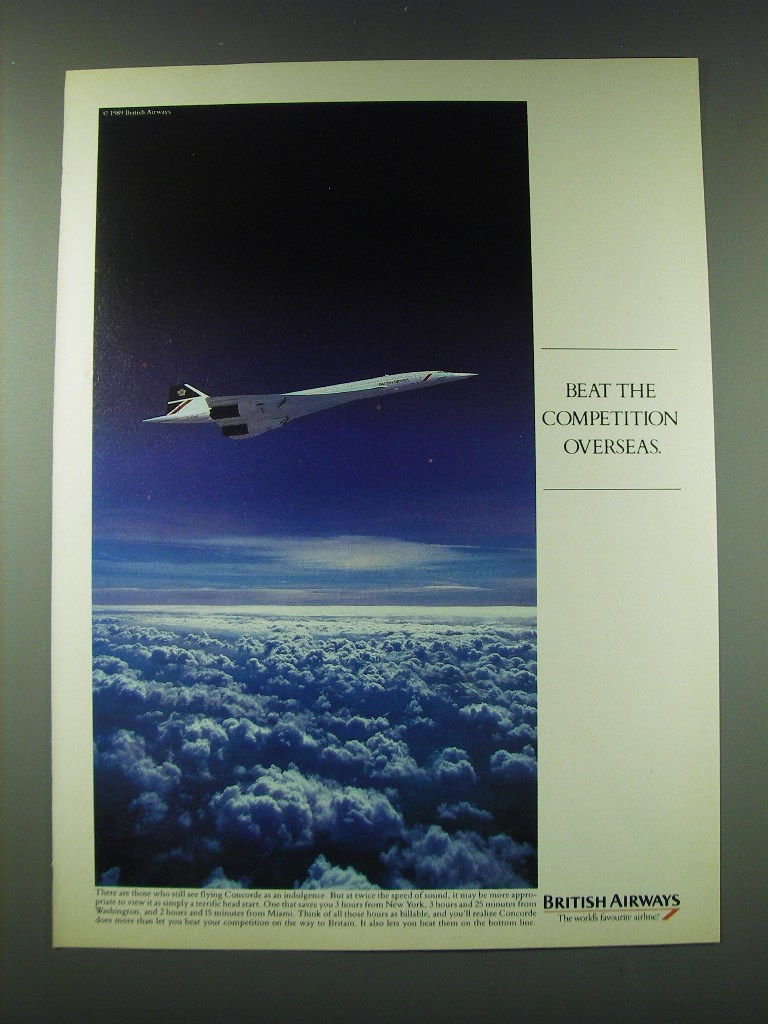 © 1989 British Airways
BRITISH AIRWAYS
BEAT THE
COMPETITION
OVERSEAS.
There are those who still see flying Concorde as an indulgence. But at twice the speed of sound, it may be more appro-
priate to view it as simply a terrific head start. One that saves you 3 hours from New York, 3 hours and 25 minutes from
Washington, and 2 hours and 15 minutes from Miami. Think of all those hours as billable, and you'll realize Concorde
does more than let you beat your competition on the way to Britain. It also lets you beat them on the bottom line.
BRITISH AIRWAYS
The world's favourite airline.